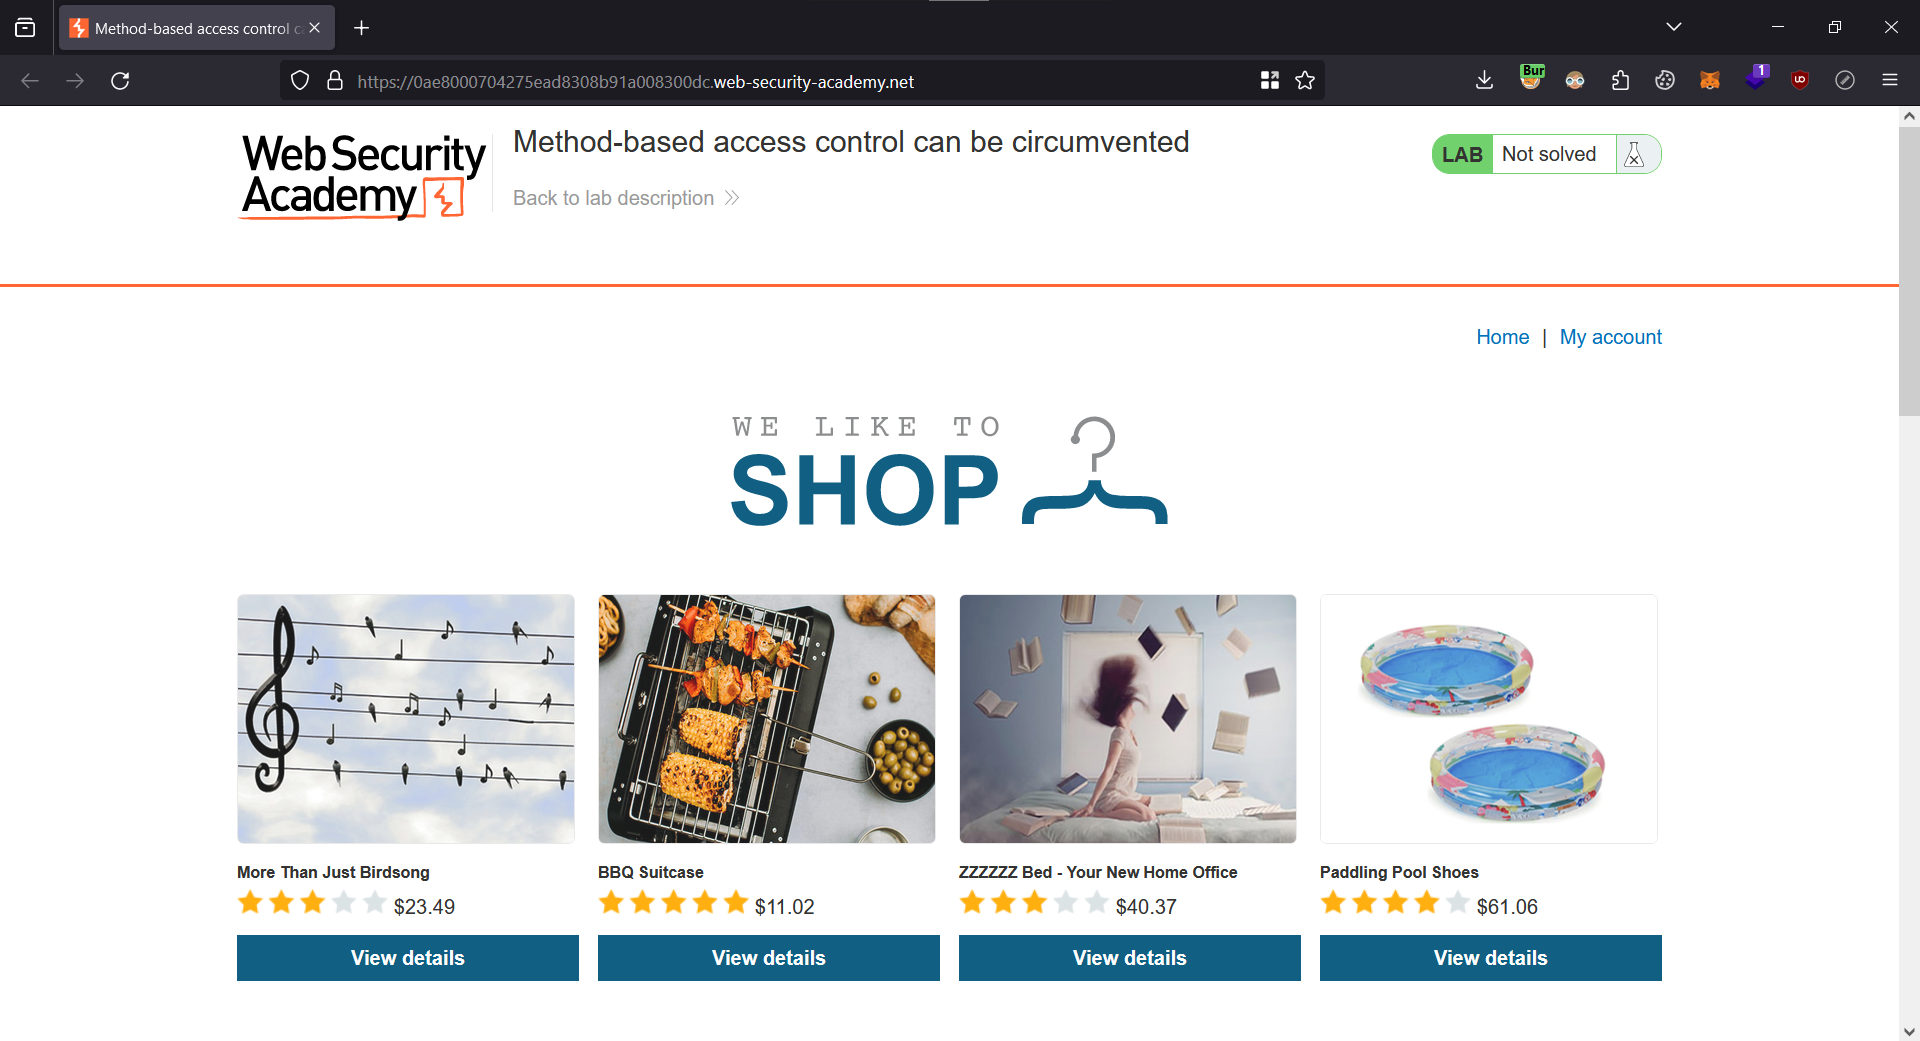 Method-based access control c
https://0ae8000704275ead8308b91a008300dc.web-security-academy.net
Bur
1
Web Security
Academy
Method-based access control can be circumvented
Back to lab description
LAB Not solved
Home | My account
WE LIKE TO
SHOP
More Than Just Birdsong
$23.49
View details
BBQ Suitcase
$11.02
View details
ZZZZZZ Bed - Your New Home Office
$40.37
View details
Paddling Pool Shoes
$61.06
View details